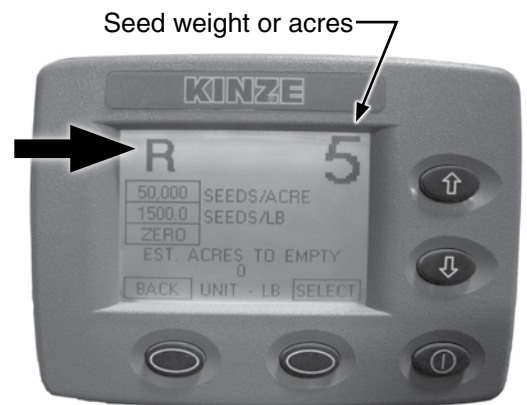 Seed weight or acres
KINZE
R 5
50,000 SEEDS/ACRE
1500.0 SEEDS/LB
ZERO
EST. ACRES TO EMPTY
0
BACK UNIT - LB SELECT